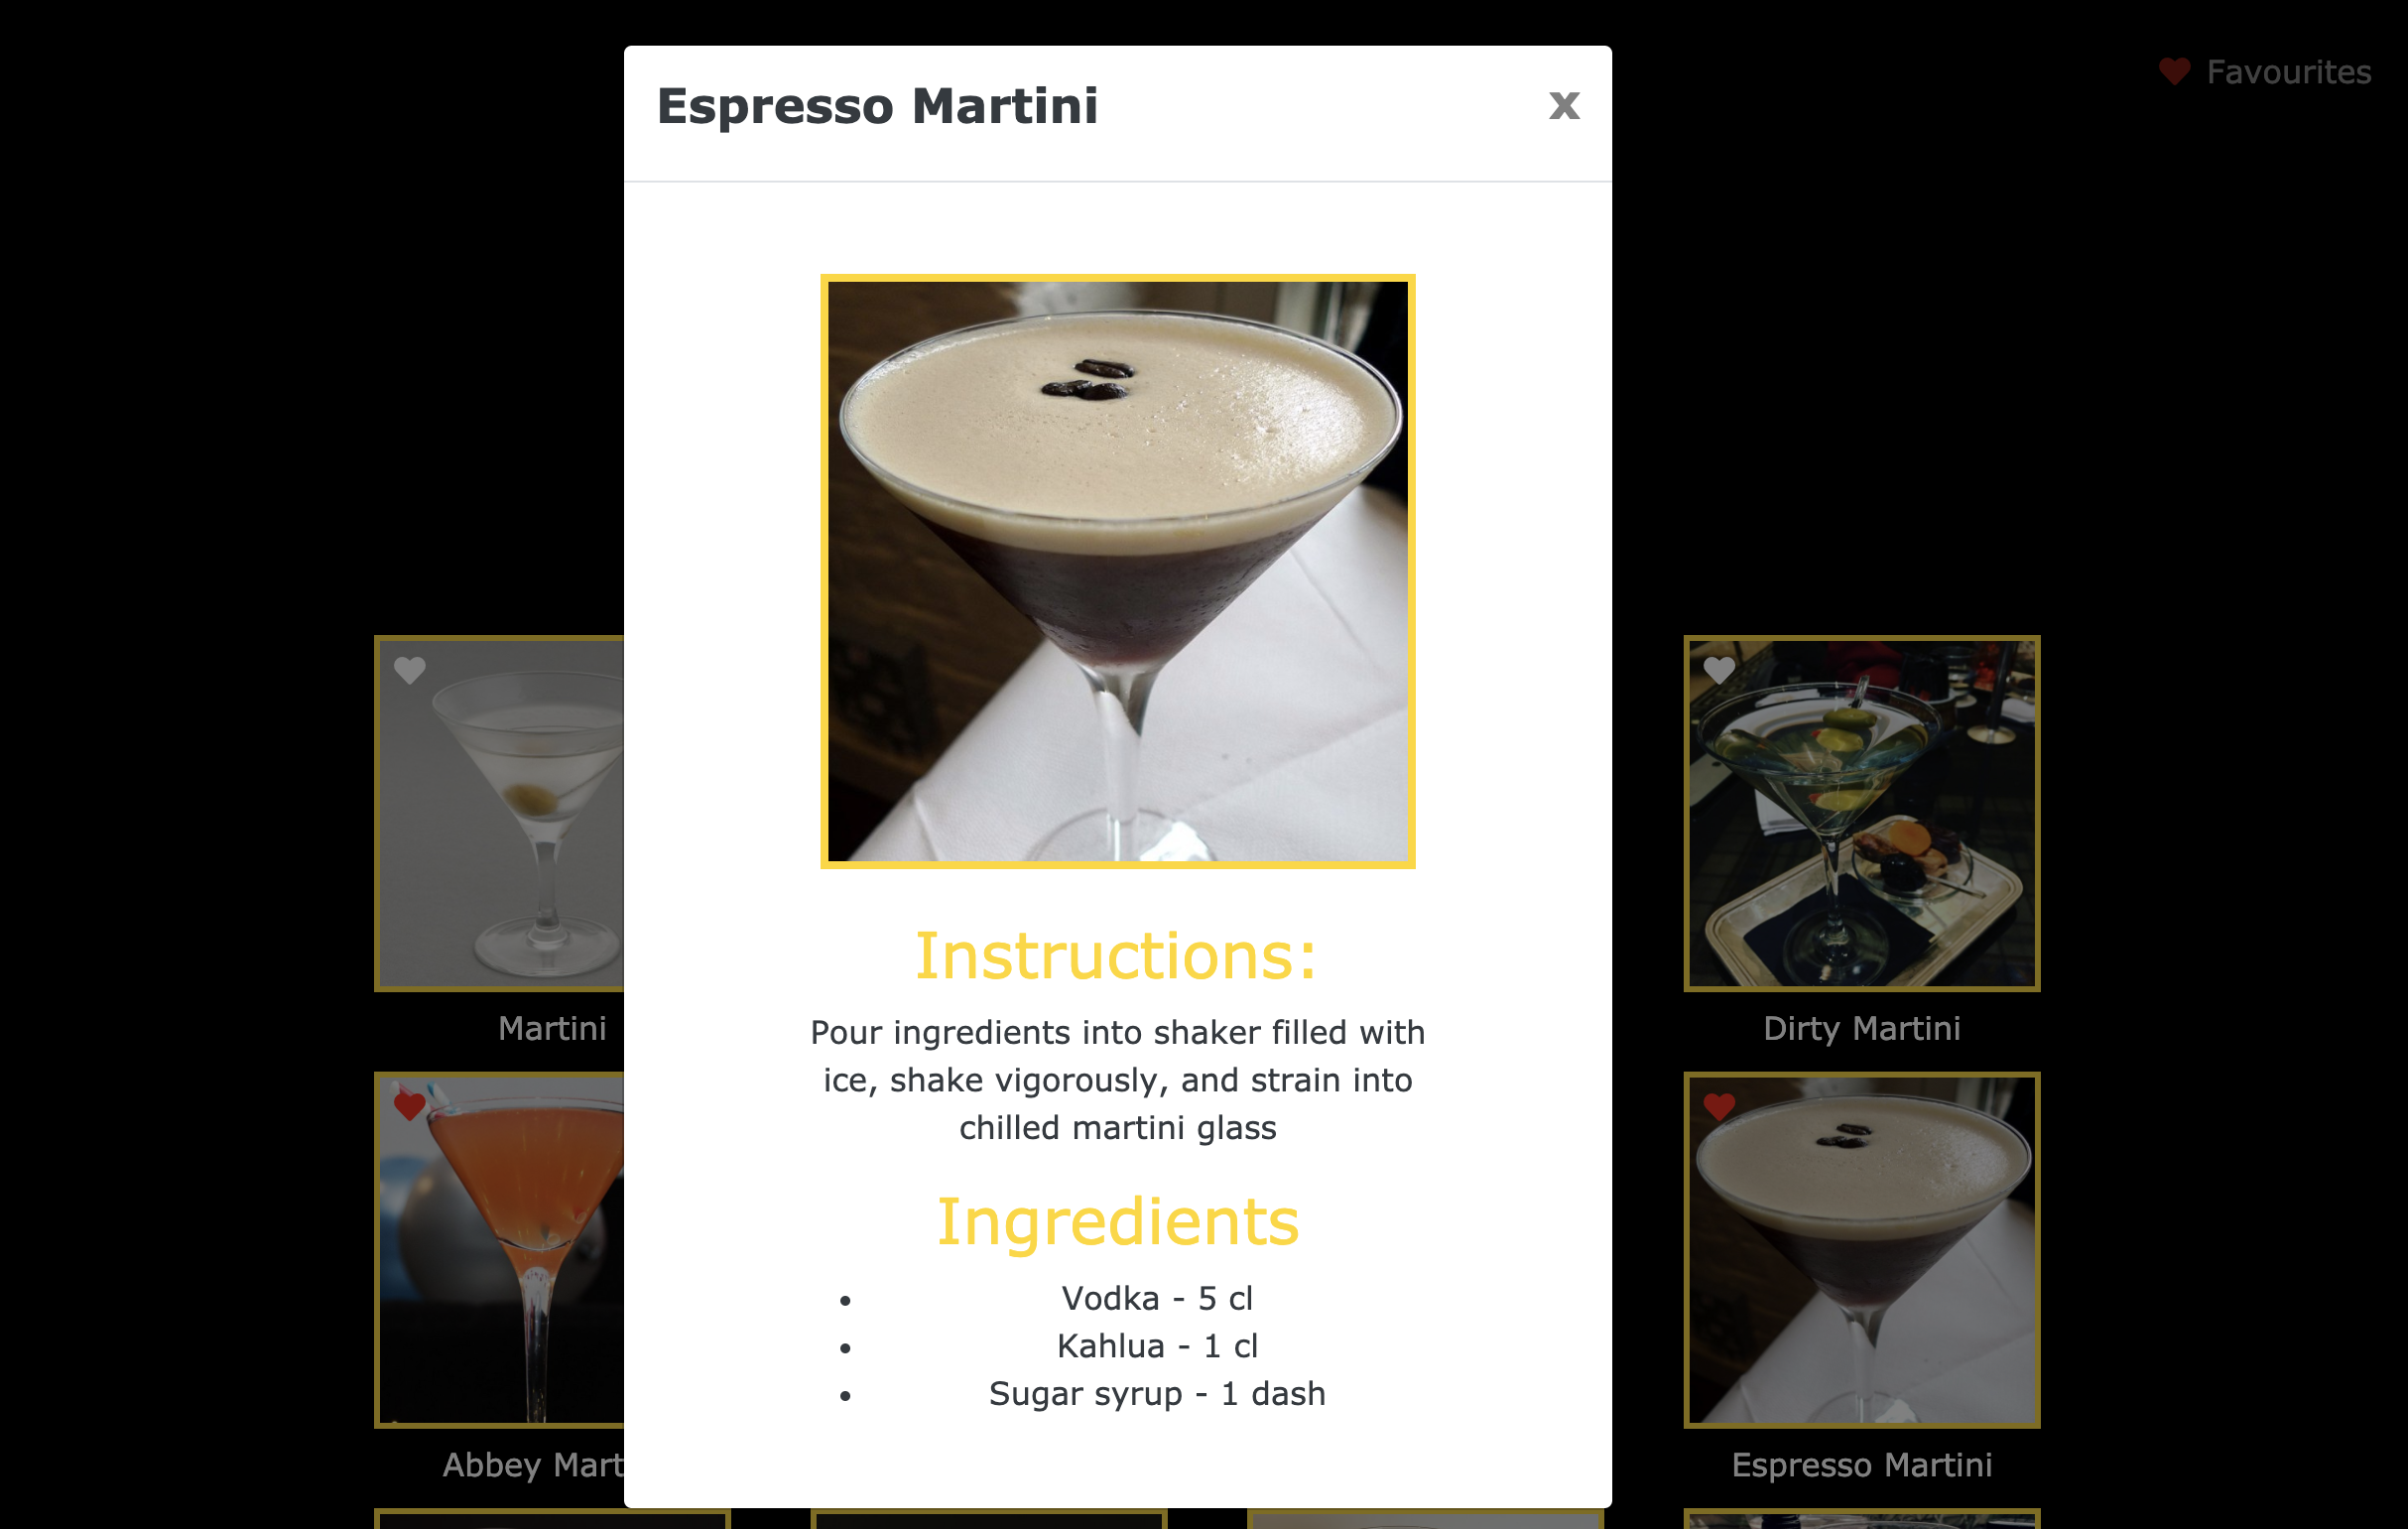 Favourites
Espresso Martini
x
Instructions:
Pour ingredients into shaker filled with
ice, shake vigorously, and strain into
chilled martini glass
Ingredients
• Vodka - 5 cl
• Kahlua - 1 cl
• Sugar syrup - 1 dash
Martini
Dirty Martini
Abbey Mart
Espresso Martini